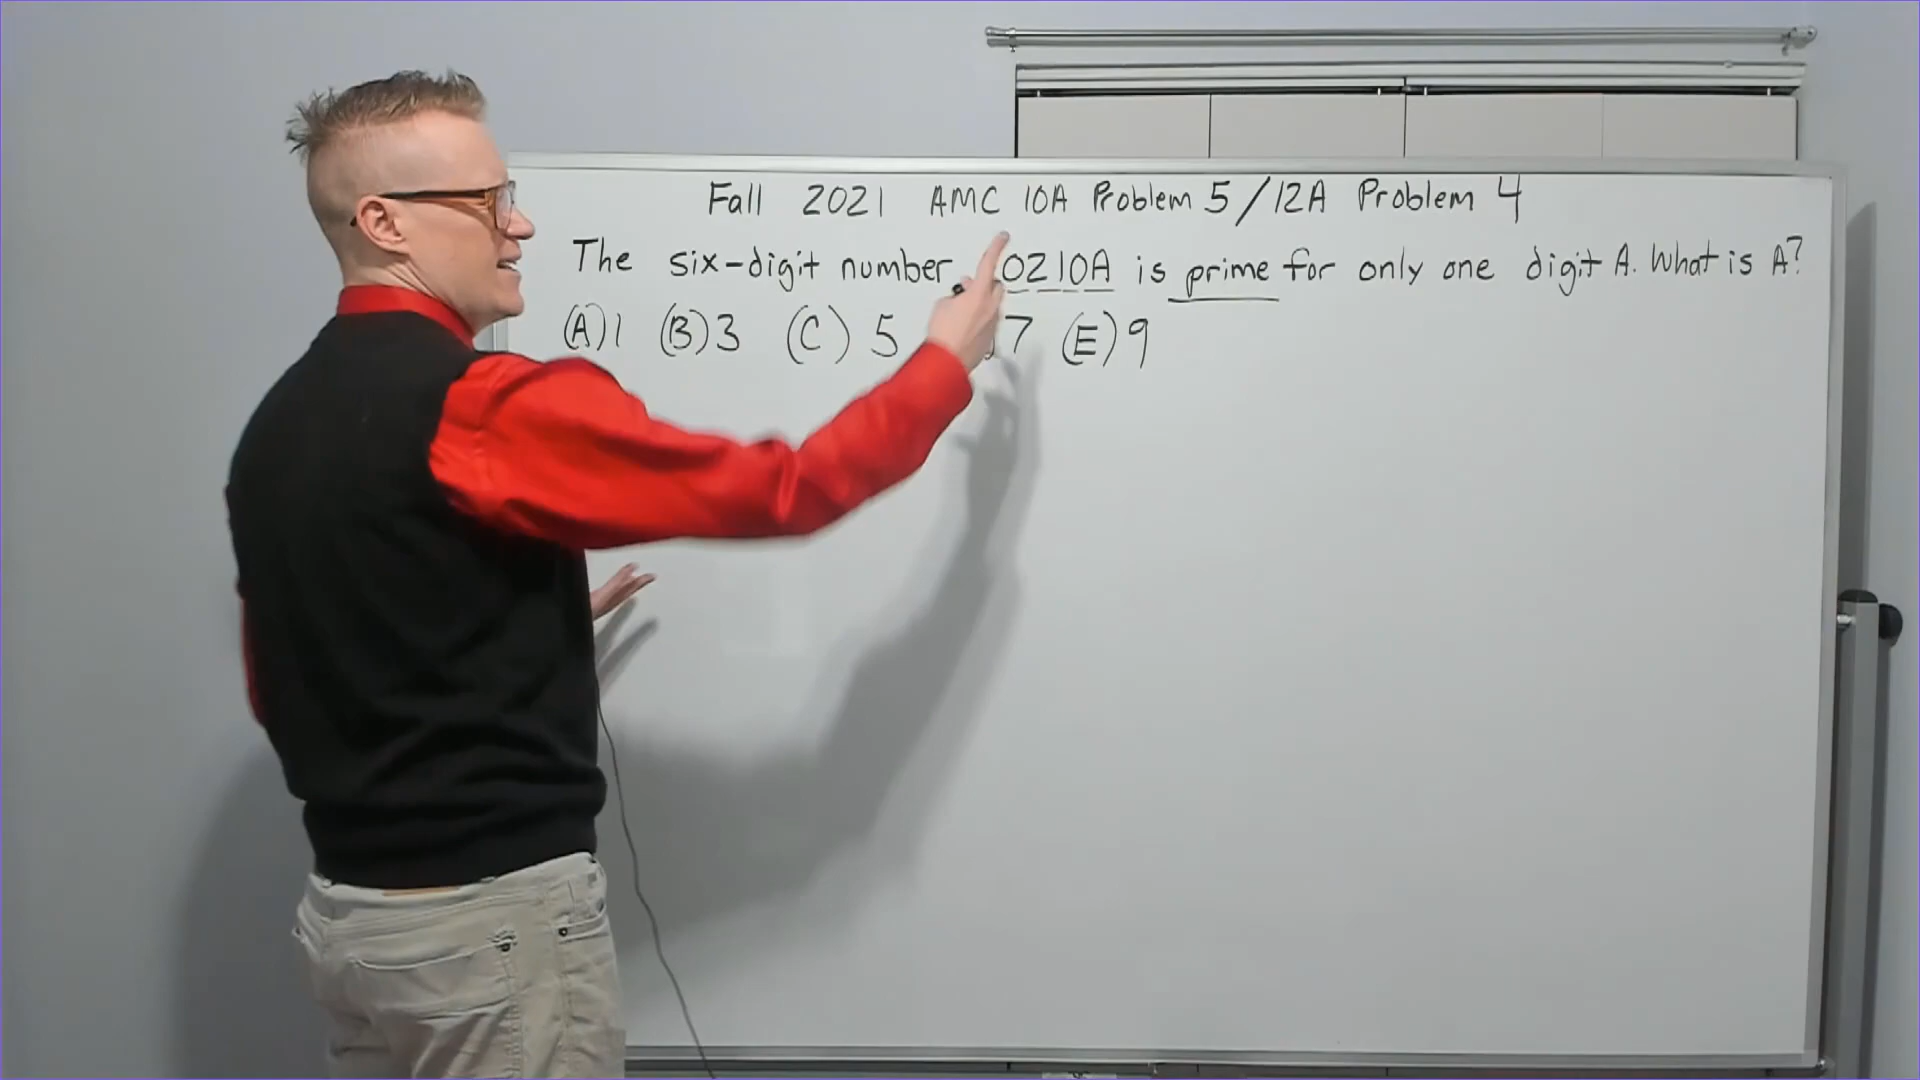 Fall 2021 AMC 10A Problem 5/12A Problem 4
The six-digit number 0210A is prime for only one digit A. What is A?
(A) 1 (B) 3 (C) 5 7 (E) 9